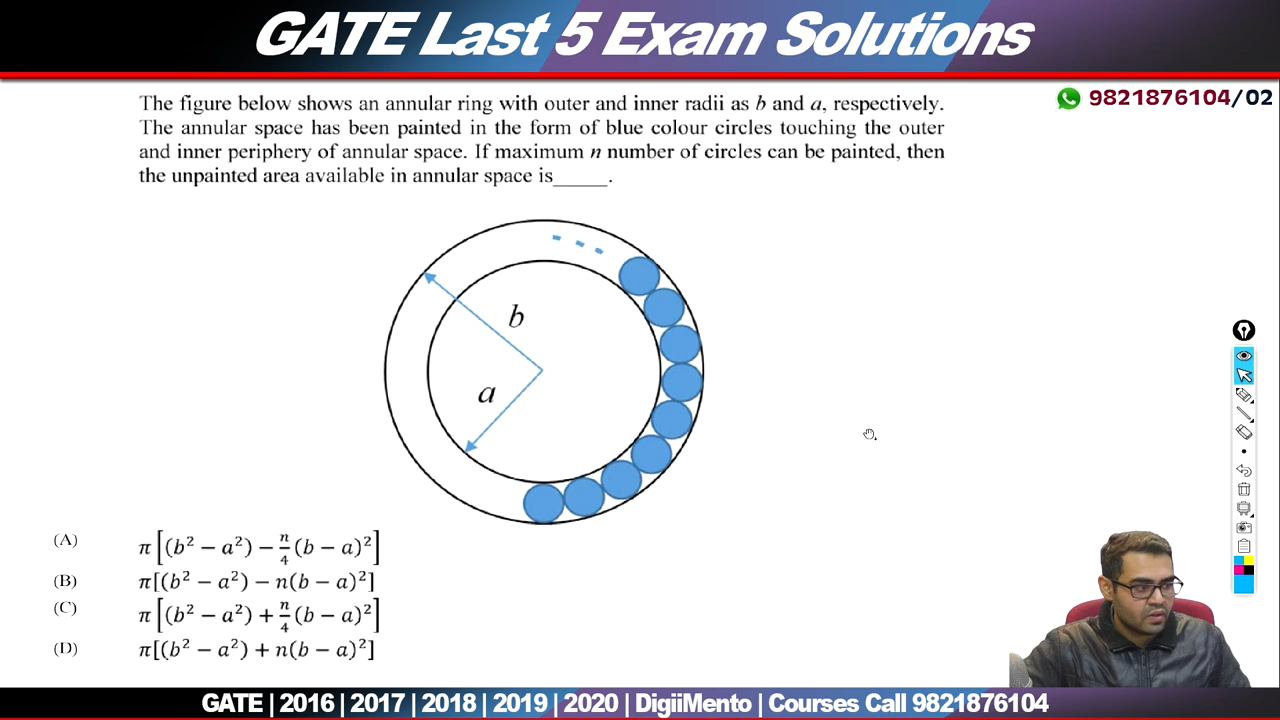 GATE Last 5 Exam Solutions
9821876104/02
The figure below shows an annular ring with outer and inner radii as b and a, respectively.
The annular space has been painted in the form of blue colour circles touching the outer
and inner periphery of annular space. If maximum n number of circles can be painted, then
the unpainted area available in annular space is_____.
b
a
(A) π[(b² − a²) − n/4 (b − a)²]
(B) π[(b² − a²) − n(b − a)²]
(C) π[(b² − a²) + n/4 (b − a)²]
(D) π[(b² − a²) + n(b − a)²]
GATE | 2016 | 2017 | 2018 | 2019 | 2020 | DigiiMento | Courses Call 9821876104